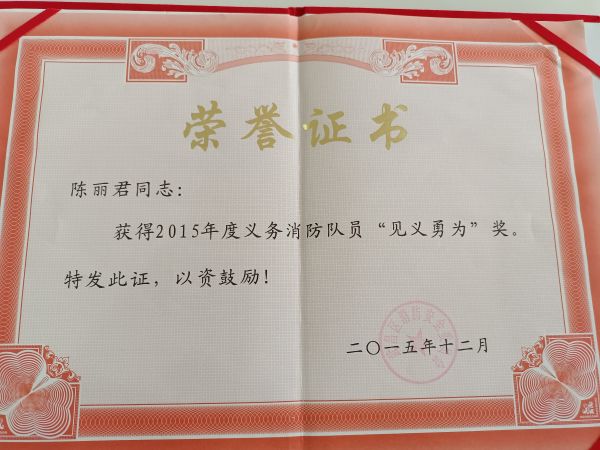 荣誉证书
陈丽君同志：
获得2015年度义务消防队员“见义勇为”奖。
特发此证，以资鼓励！
二〇一五年十二月